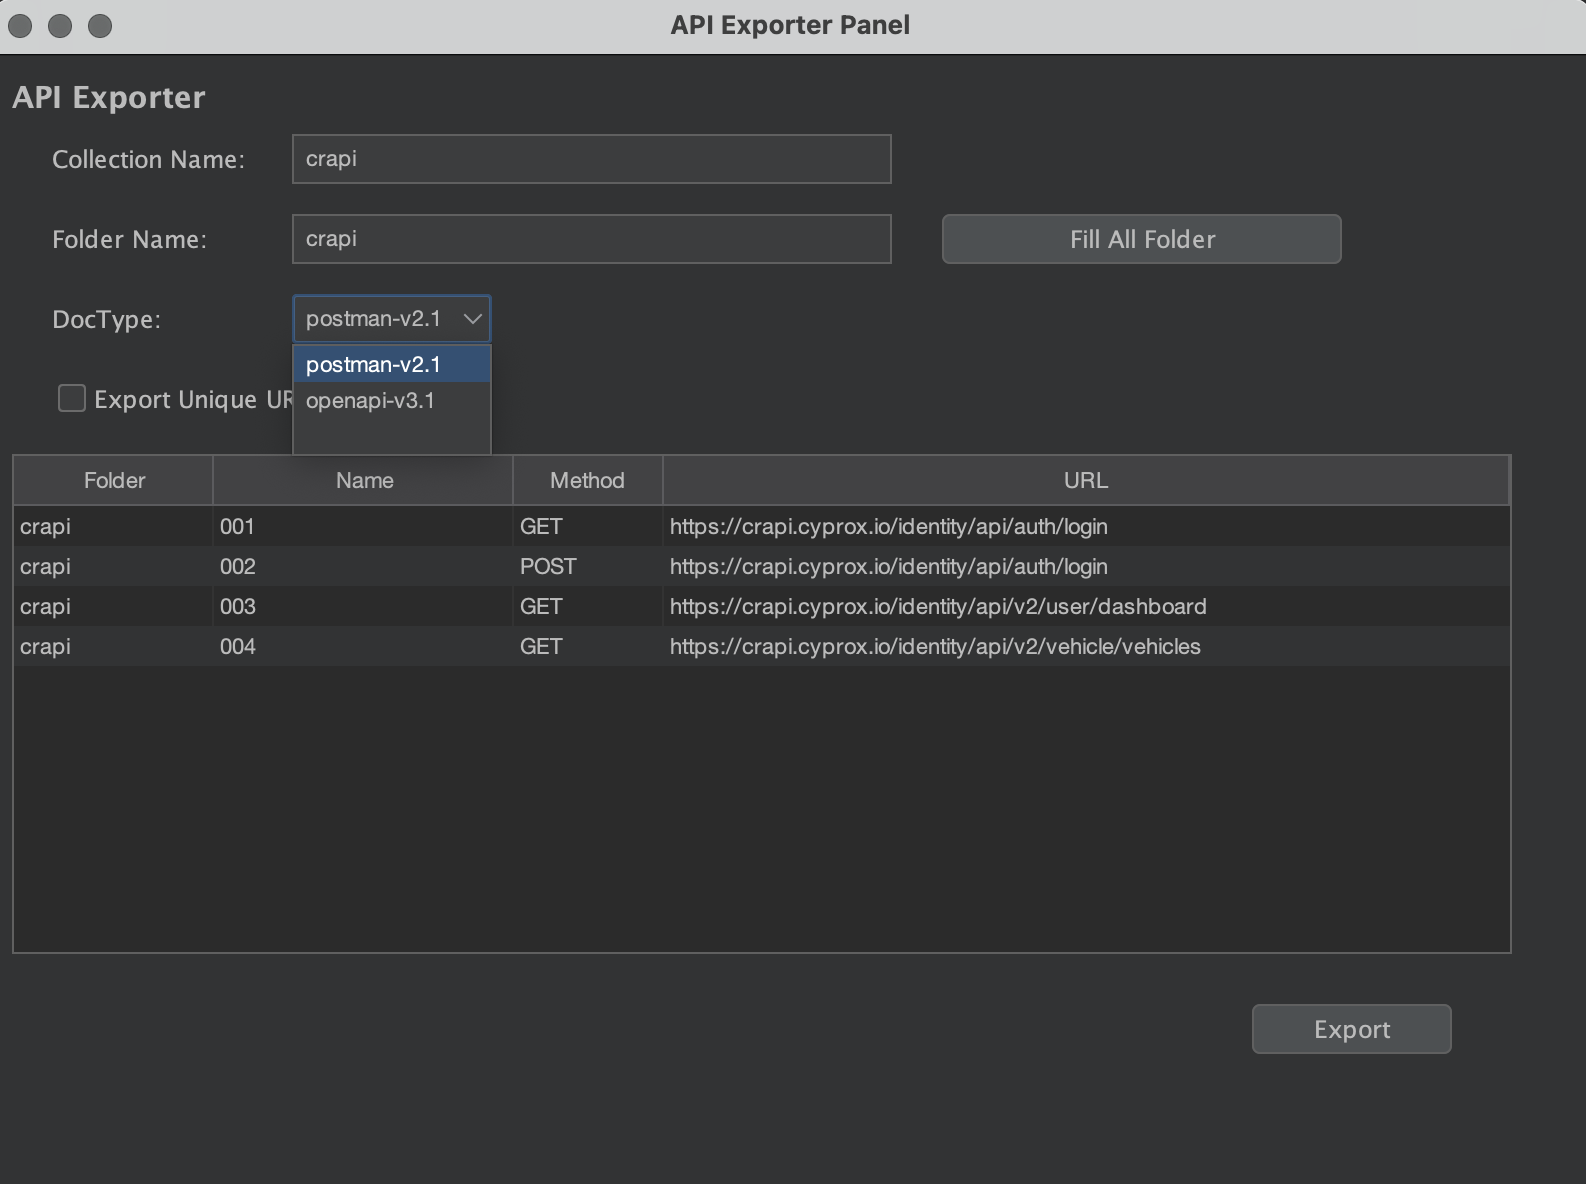 API Exporter Panel
API Exporter
Collection Name: crapi
Folder Name: crapi Fill All Folder
DocType: postman-v2.1
postman-v2.1
Export Unique openapi-v3.1
Folder Name Method URL
crapi 001 GET https://crapi.cyprox.io/identity/api/auth/login
crapi 002 POST https://crapi.cyprox.io/identity/api/auth/login
crapi 003 GET https://crapi.cyprox.io/identity/api/v2/user/dashboard
crapi 004 GET https://crapi.cyprox.io/identity/api/v2/vehicle/vehicles
Export